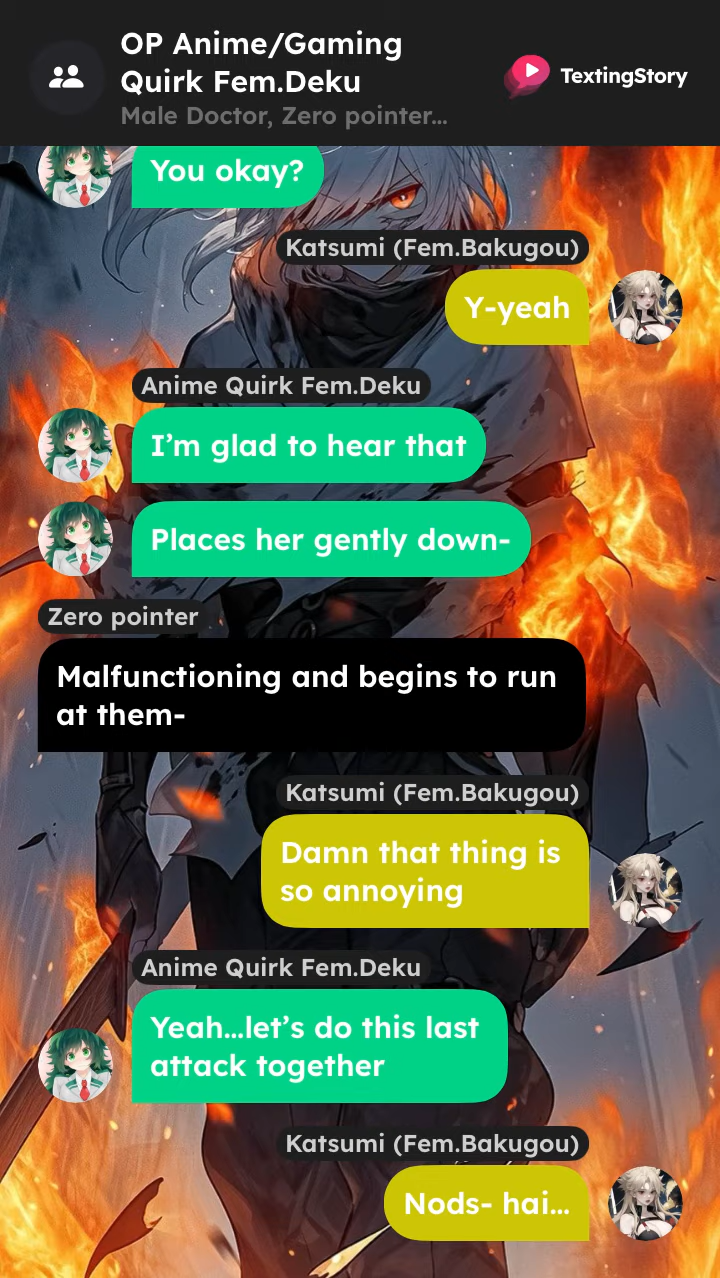 OP Anime/Gaming
Quirk Fem.Deku
Male Doctor, Zero pointer...
TextingStory
You okay?
Katsumi (Fem.Bakugou)
Y-yeah
Anime Quirk Fem.Deku
I’m glad to hear that
Places her gently down-
Zero pointer
Malfunctioning and begins to run
at them-
Katsumi (Fem.Bakugou)
Damn that thing is
so annoying
Anime Quirk Fem.Deku
Yeah...let’s do this last
attack together
Katsumi (Fem.Bakugou)
Nods- hai...